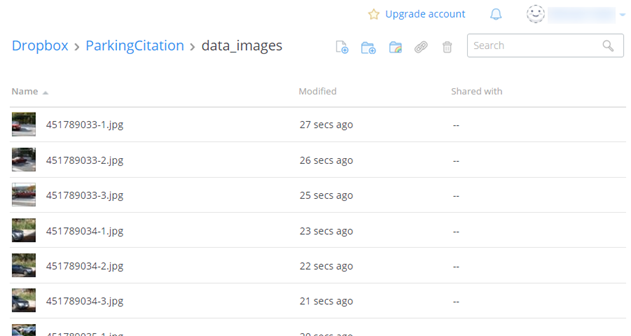 Upgrade account
Dropbox > ParkingCitation > data_images
Search
Name Modified Shared with
451789033-1.jpg 27 secs ago --
451789033-2.jpg 26 secs ago --
451789033-3.jpg 25 secs ago --
451789034-1.jpg 23 secs ago --
451789034-2.jpg 22 secs ago --
451789034-3.jpg 21 secs ago --